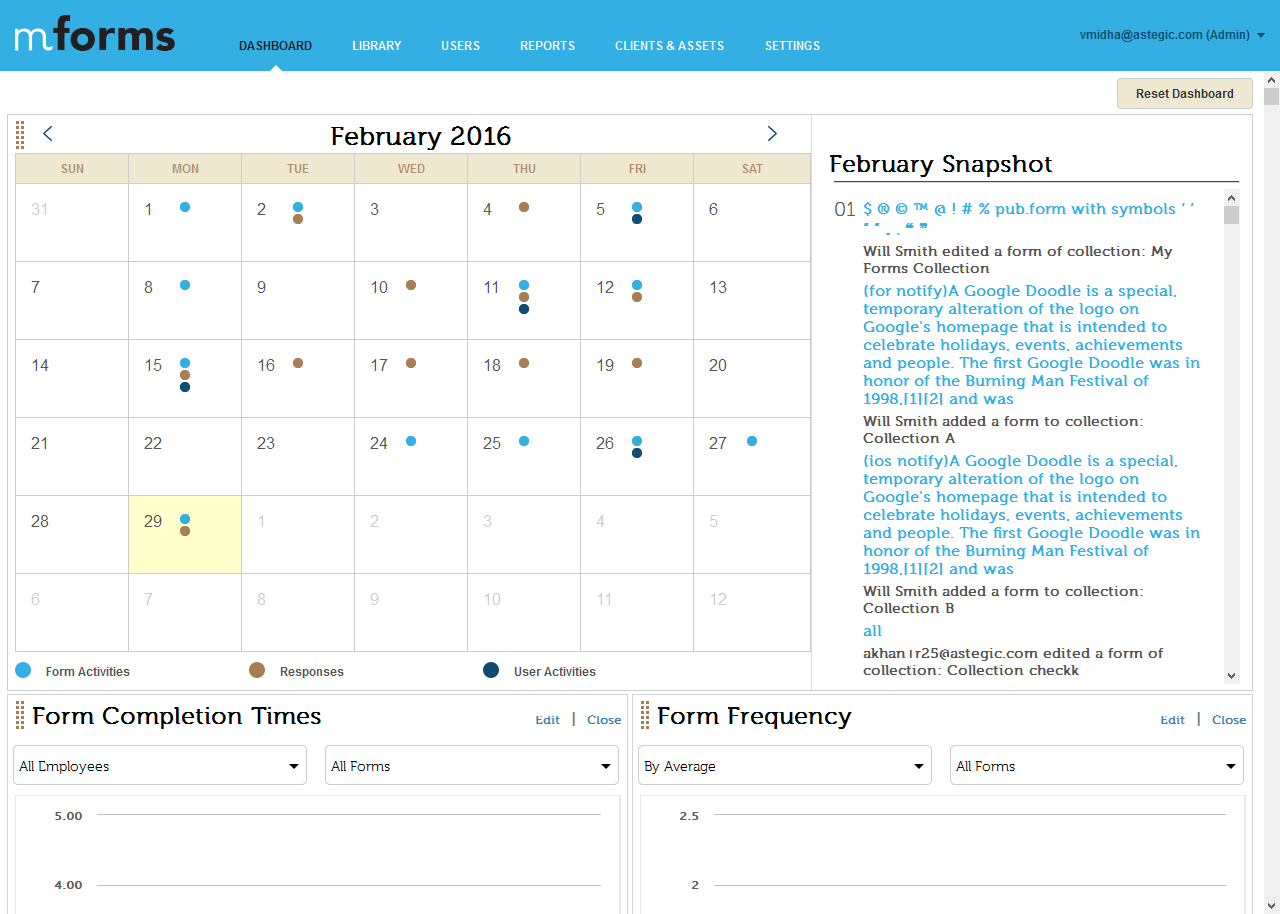 mforms
DASHBOARD LIBRARY USERS REPORTS CLIENTS & ASSETS SETTINGS
vmidha@astegic.com (Admin)
Reset Dashboard
February 2016
SUN MON TUE WED THU FRI SAT
31 1 2 3 4 5 6
7 8 9 10 11 12 13
14 15 16 17 18 19 20
21 22 23 24 25 26 27
28 29 1 2 3 4 5
6 7 8 9 10 11 12
Form Activities Responses User Activities
February Snapshot
01 $ ® © ™ @ ! # % pub.form with symbols ‘ ’
Will Smith edited a form of collection: My
Forms Collection
(for notify)A Google Doodle is a special,
temporary alteration of the logo on
Google's homepage that is intended to
celebrate holidays, events, achievements
and people. The first Google Doodle was in
honor of the Burning Man Festival of
1998,[1][2] and was
Will Smith added a form to collection:
Collection A
(ios notify)A Google Doodle is a special,
temporary alteration of the logo on
Google's homepage that is intended to
celebrate holidays, events, achievements
and people. The first Google Doodle was in
honor of the Burning Man Festival of
1998,[1][2] and was
Will Smith added a form to collection:
Collection B
all
edited a form of
collection: Collection checkk
Form Completion Times
Edit | Close
All Employees All Forms
5.00
4.00
Form Frequency
Edit | Close
By Average All Forms
2.5
2